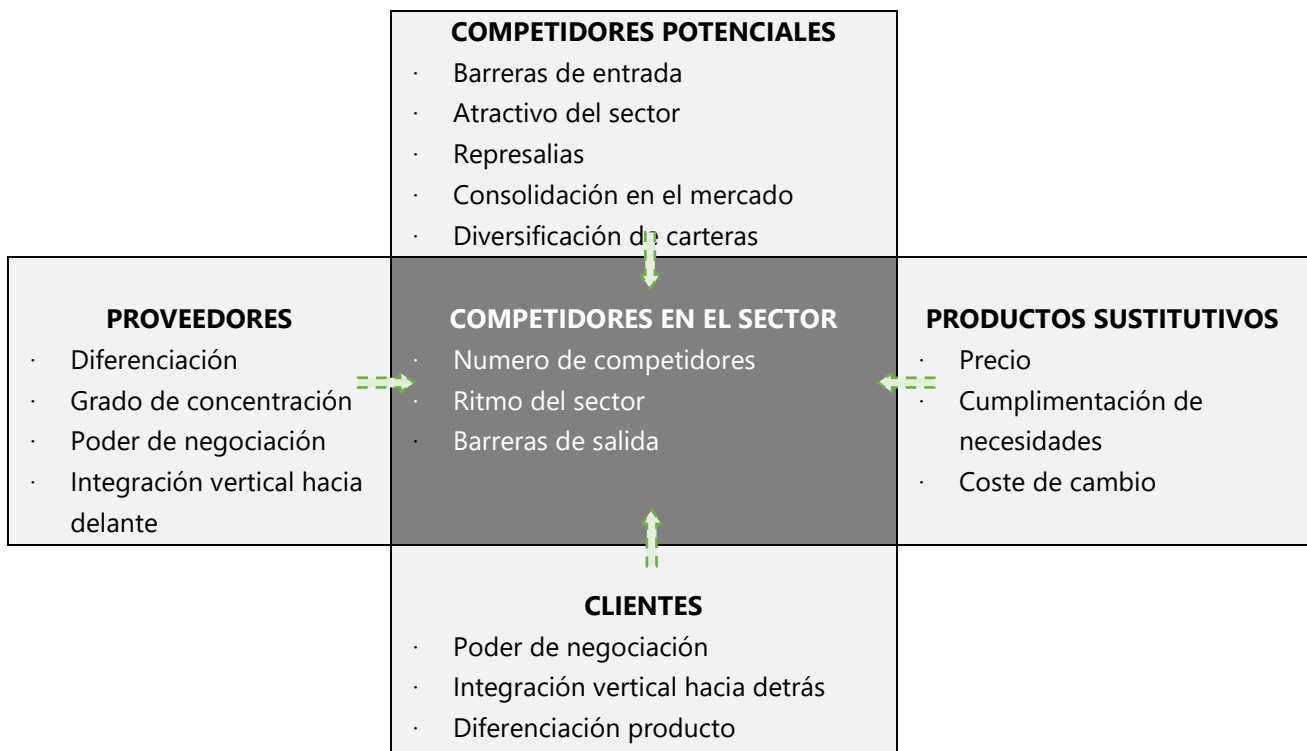 COMPETIDORES POTENCIALES
· Barreras de entrada
· Atractivo del sector
· Represalias
· Consolidación en el mercado
· Diversificación de carteras
PROVEEDORES
· Diferenciación
· Grado de concentración
· Poder de negociación
· Integración vertical hacia
delante
COMPETIDORES EN EL SECTOR
· Numero de competidores
· Ritmo del sector
· Barreras de salida
PRODUCTOS SUSTITUTIVOS
· Precio
· Cumplimentación de
necesidades
· Coste de cambio
CLIENTES
· Poder de negociación
· Integración vertical hacia detrás
· Diferenciación producto